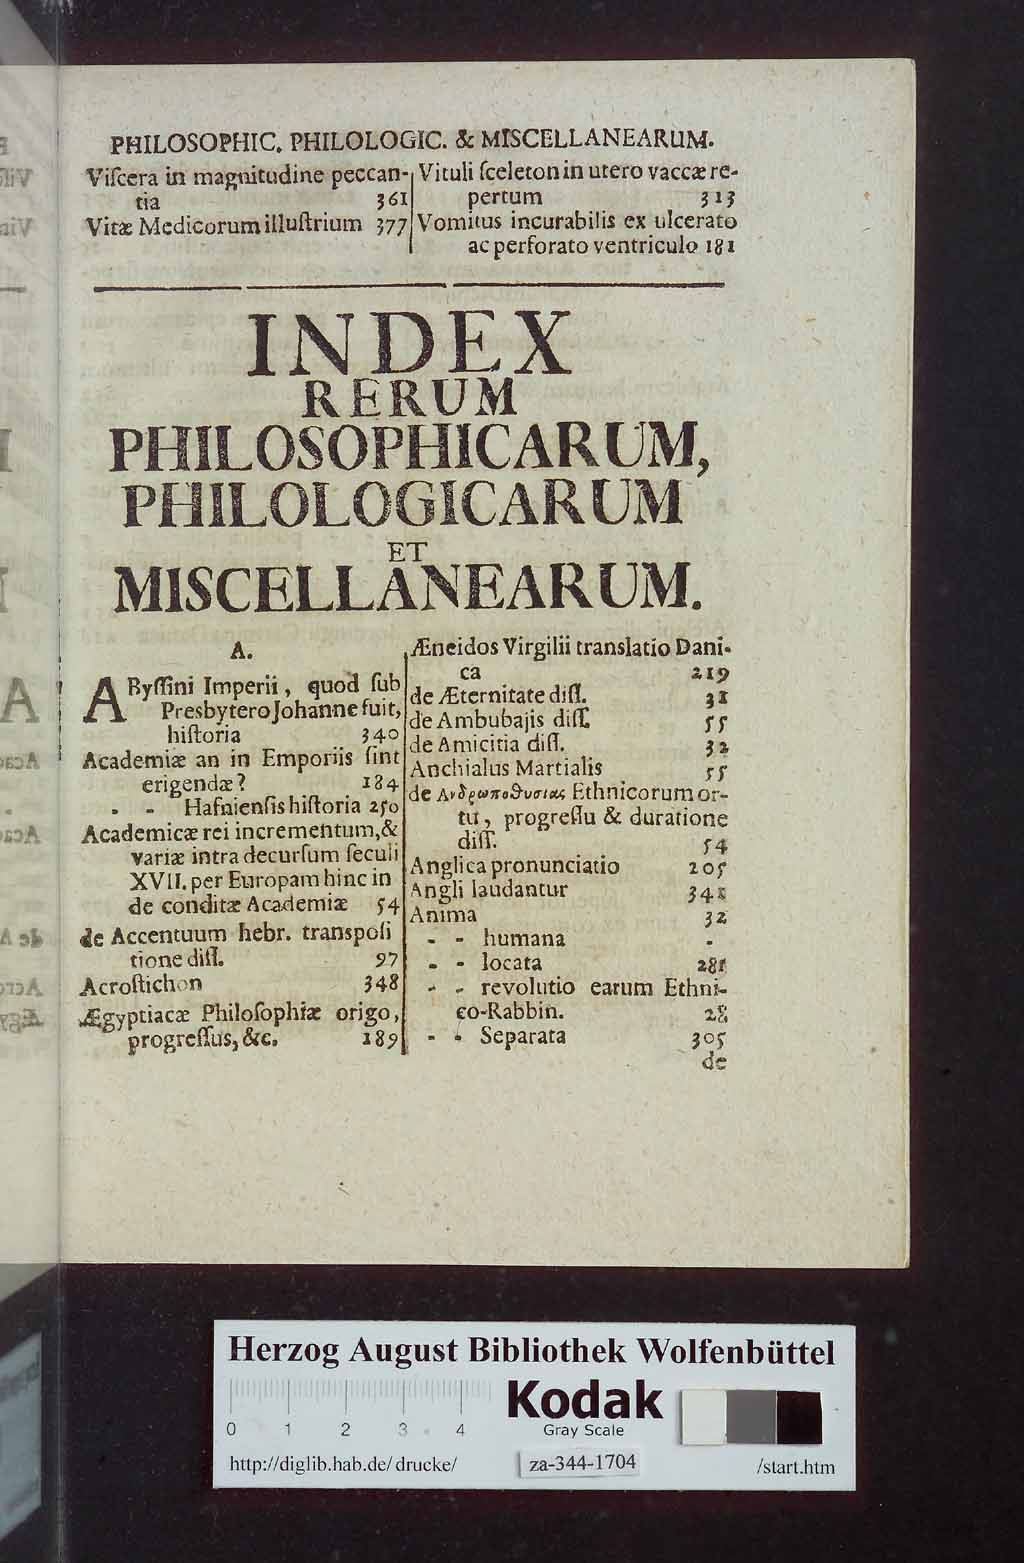 PHILOSOPHIC. PHILOLOGIC. & MISCELLANEARUM.
Viſcera in magnitudine peccan-
tia 361
Vitæ Medicorum illuſtrium 377
Vituli ſceleton in utero vaccæ re-
pertum 313
Vomitus incurabilis ex ulcerato
ac perforato ventriculo 181
INDEX
RERUM
PHILOSOPHICARUM,
PHILOLOGICARUM
ET
MISCELLANEARUM.
A.
AByſſini Imperii, quod ſub
Presbytero Johanne fuit,
hiſtoria 340
Academiæ an in Emporiis ſint
erigendæ? 184
- - Hafnienſis hiſtoria 250
Academicæ rei incrementum, &
variæ intra decurſum ſeculi
XVII. per Europam hinc in
de conditæ Academiæ 54
de Accentuum hebr. transpoſi
tione diſſ. 97
Acroſtichon 348
Ægyptiacæ Philoſophiæ origo,
progreſſus, &c. 189
Æneidos Virgilii translatio Dani-
ca 219
de Æternitate diſſ. 31
de Ambubajis diſſ. 55
de Amicitia diſſ. 32
Anchialus Martialis 55
de Ανδρωποθυσιας Ethnicorum or-
tu, progreſſu & duratione
diſſ. 54
Anglica pronunciatio 205
Angli laudantur
Anima 32
- - humana -
- - locata 281
- - revolutio earum Ethni-
co-Rabbin. 28
- - Separata 305
de
Herzog August Bibliothek Wolfenbüttel
0 1 2 3 4
Kodak
Gray Scale
http://diglib.hab.de/drucke/ za-344-1704 /start.htm